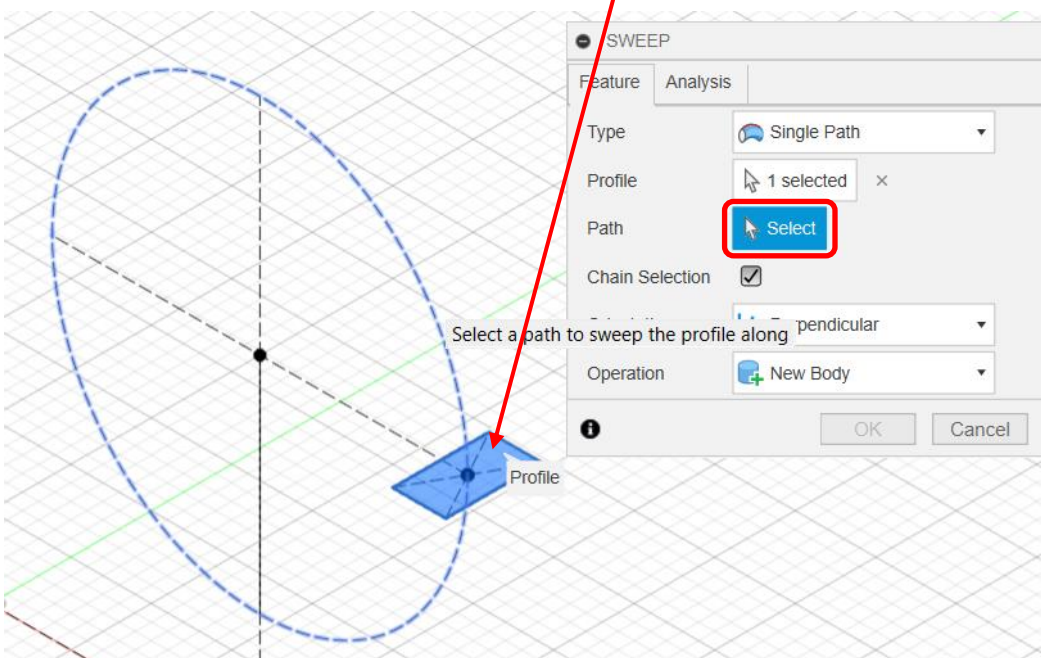 SWEEP
Feature Analysis
Type Single Path
Profile 1 selected
Path Select
Chain Selection
Select a path to sweep the profile along
Perpendicular
Operation New Body
OK Cancel
Profile